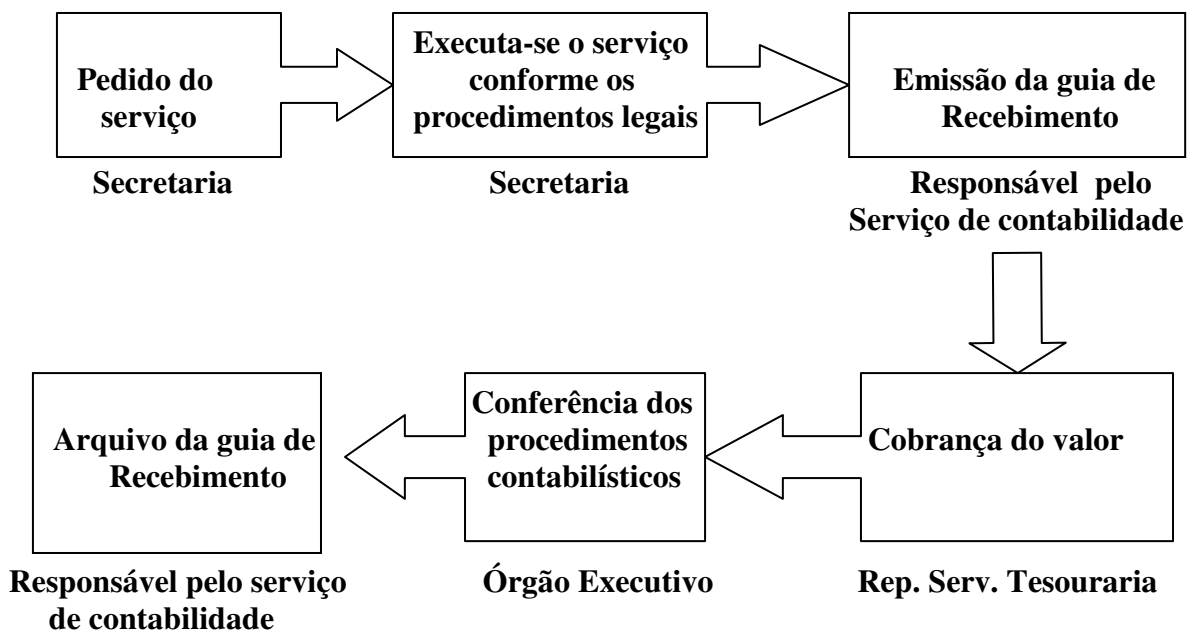 Pedido do
serviço
Secretaria
Executa-se o serviço
conforme os
procedimentos legais
Secretaria
Emissão da guia de
Recebimento
Responsável pelo
Serviço de contabilidade
Cobrança do valor
Rep. Serv. Tesouraria
Conferência dos
procedimentos
contabilísticos
Órgão Executivo
Arquivo da guia de
Recebimento
Responsável pelo serviço
de contabilidade